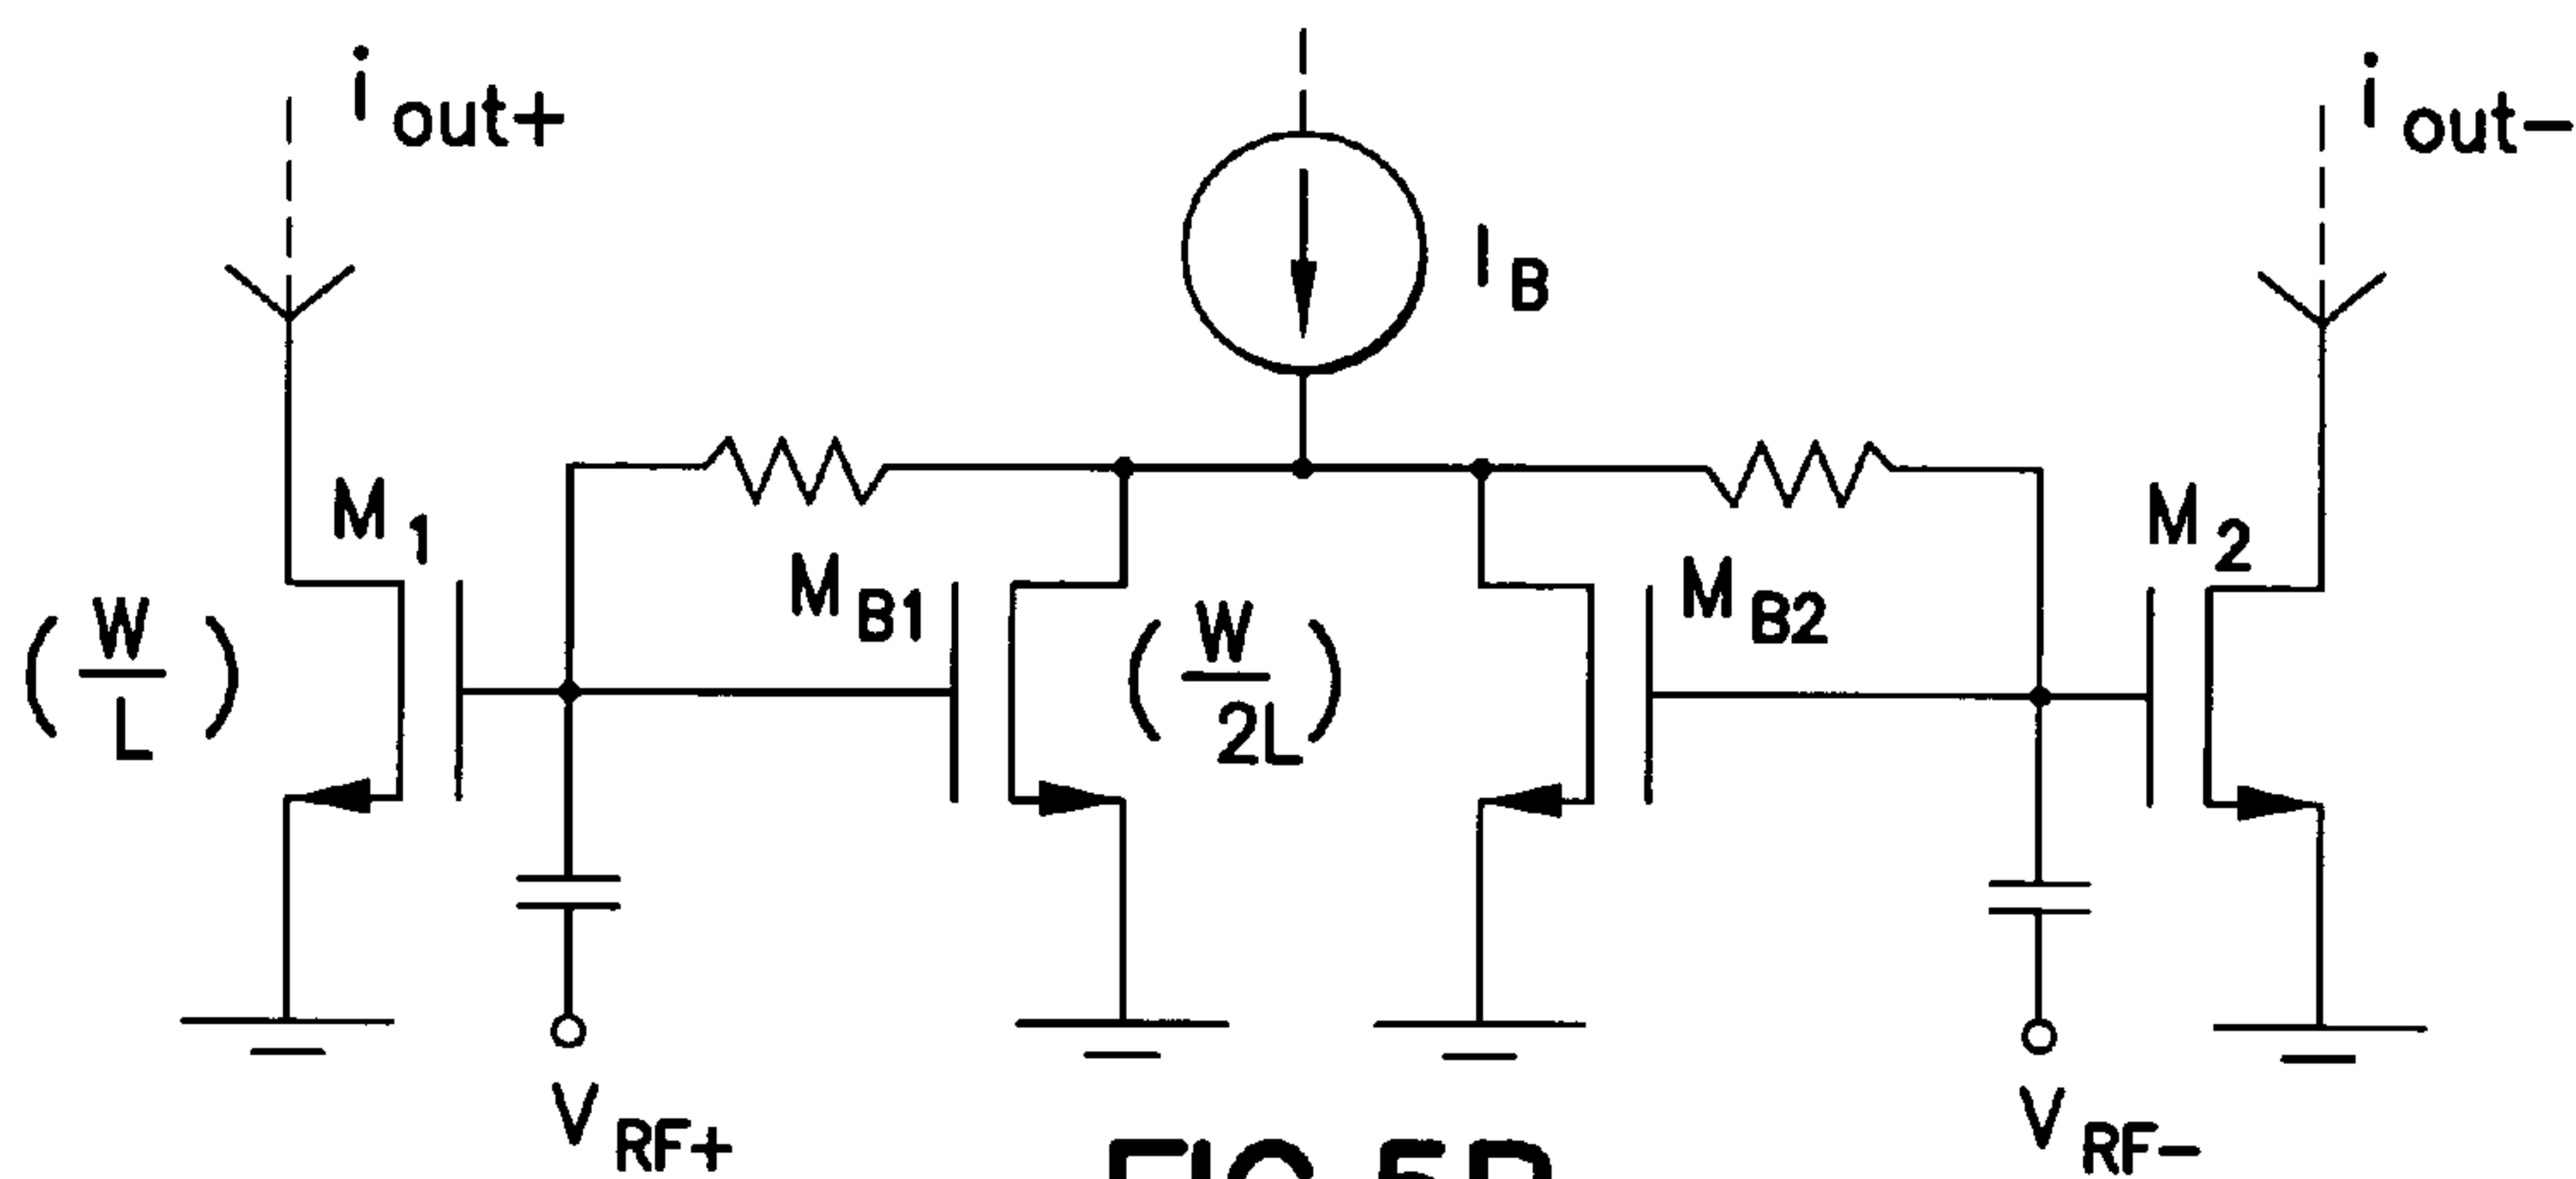 i out+
i out−
I B
M 1
M B1
M B2
M 2
( W / L )
( W / 2L )
V RF+
V RF−